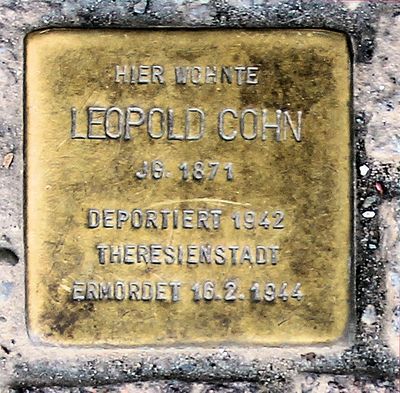 HIER WOHNTE
LEOPOLD COHN
JG. 1871
DEPORTIERT 1942
THERESIENSTADT
ERMORDET 16.2.1944